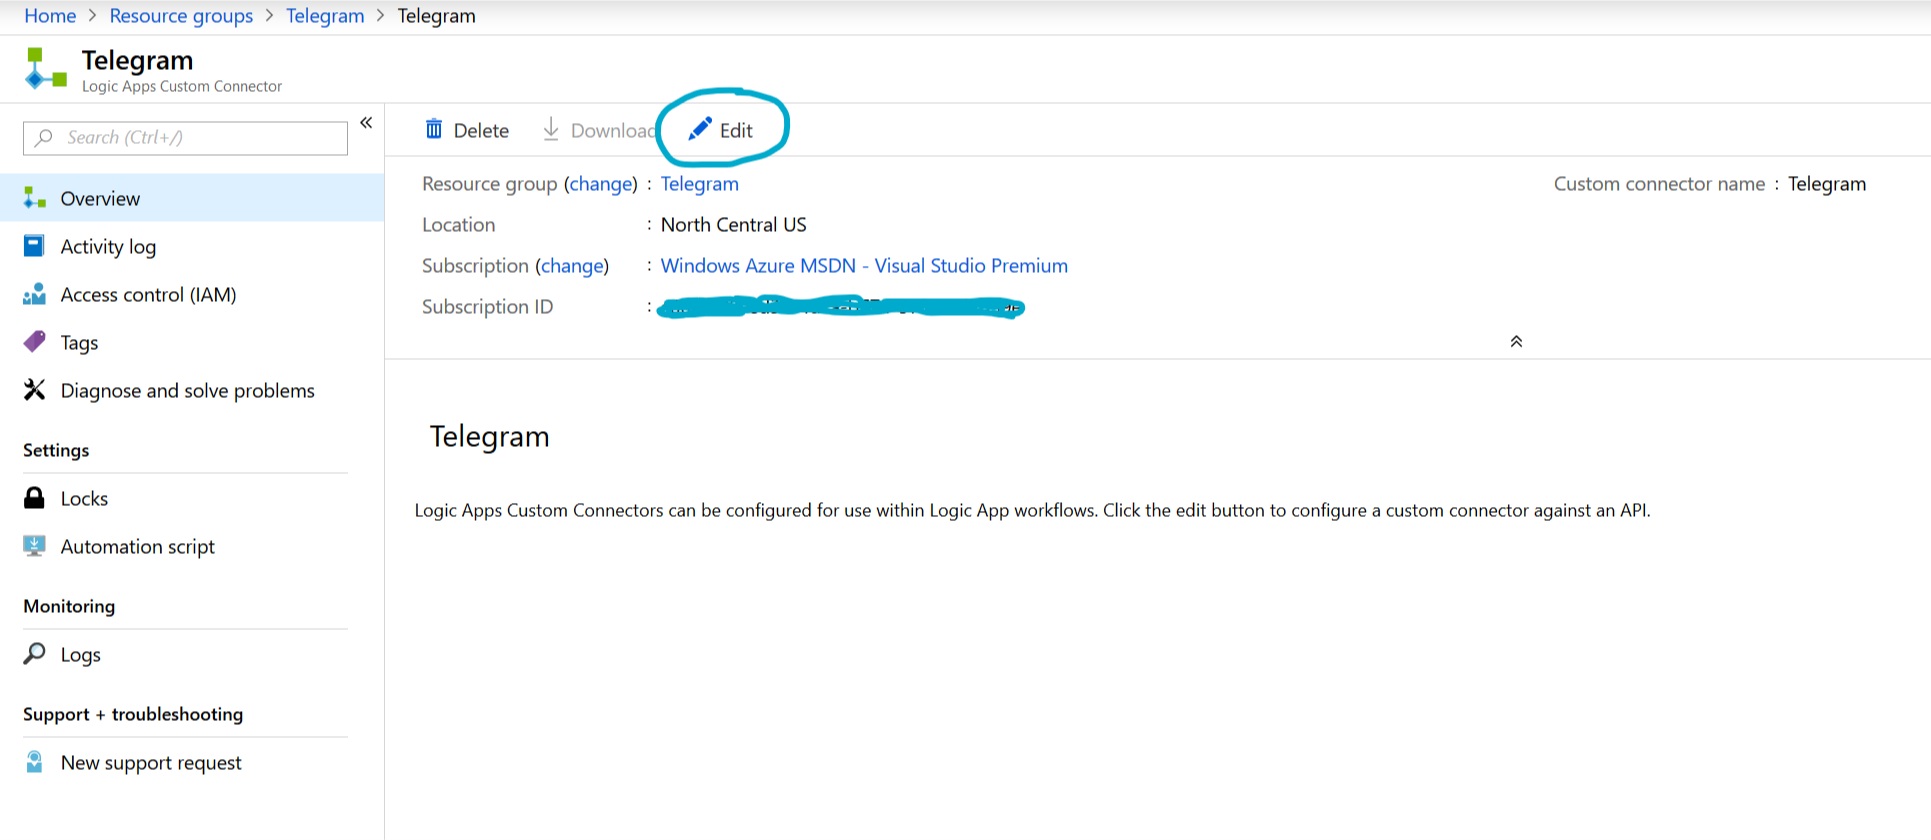 Home > Resource groups > Telegram > Telegram
Telegram
Logic Apps Custom Connector
Search (Ctrl+/)
«
Delete
Download
Edit
Overview
Activity log
Access control (IAM)
Tags
Diagnose and solve problems
Settings
Locks
Automation script
Monitoring
Logs
Support + troubleshooting
New support request
Resource group (change) : Telegram
Custom connector name : Telegram
Location : North Central US
Subscription (change) : Windows Azure MSDN - Visual Studio Premium
Subscription ID :
Telegram
Logic Apps Custom Connectors can be configured for use within Logic App workflows. Click the edit button to configure a custom connector against an API.